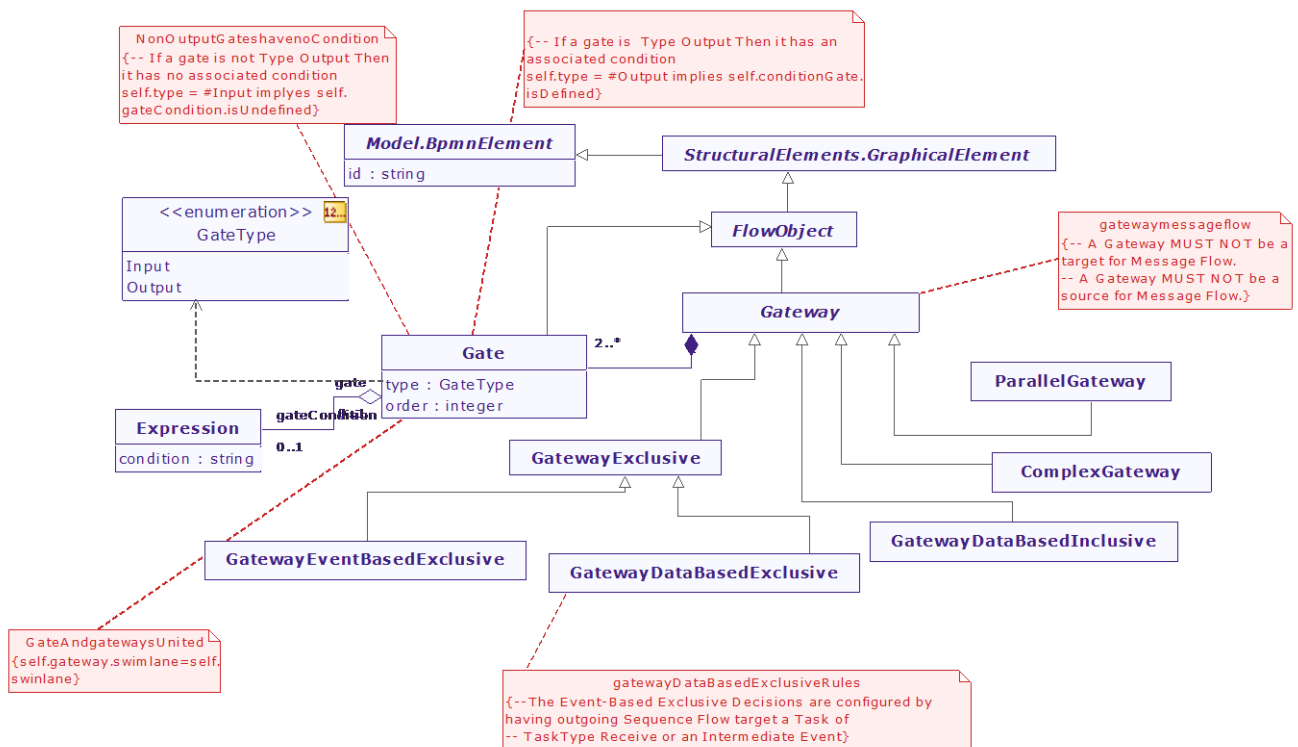 NonOutputGateshavenoCondition
{-- If a gate is not Type Output Then
it has no associated condition
self.type = #Input implyes self.
gateCondition.isUndefined}
{-- If a gate is Type Output Then it has an
associated condition
self.type = #Output implies self.conditionGate.
isDefined}
Model.BpmnElement
id : string
StructuralElements.GraphicalElement
<<enumeration>>
12...
GateType
Input
Output
FlowObject
gatewaymessageflow
{-- A Gateway MUST NOT be a
target for Message Flow.
-- A Gateway MUST NOT be a
source for Message Flow.}
Gateway
Gate
2..*
type : GateType
order : integer
gate
gateCondition
0..1
Expression
condition : string
ParallelGateway
GatewayExclusive
ComplexGateway
GatewayDataBasedInclusive
GatewayEventBasedExclusive
GatewayDataBasedExclusive
GateAndgatewaysUnited
{self.gateway.swimlane=self.
swinlane}
gatewayDataBasedExclusiveRules
{--The Event-Based Exclusive Decisions are configured by
having outgoing Sequence Flow target a Task of
-- TaskType Receive or an Intermediate Event}